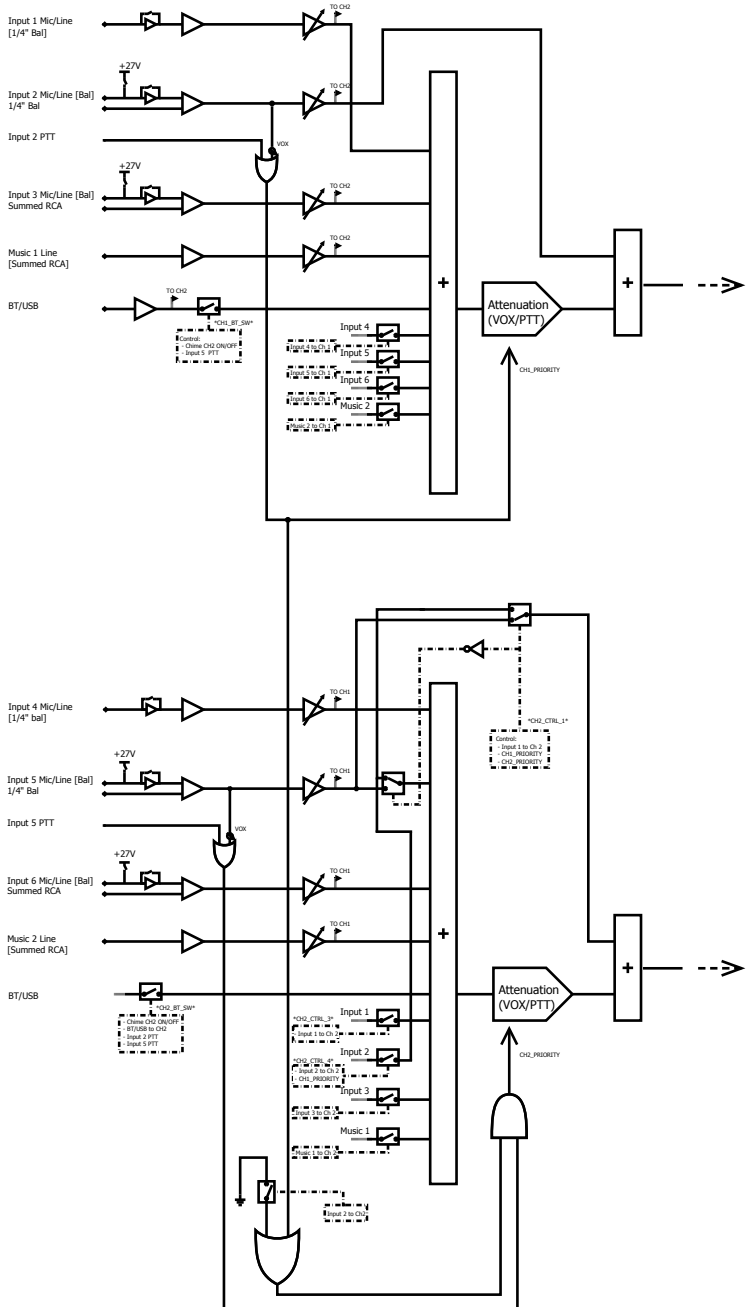 Input 1 Mic/Line
[1/4" Bal]
TO CH2
+27V
Input 2 Mic/Line [Bal]
1/4" Bal
TO CH2
Input 2 PTT
VOX
+27V
Input 3 Mic/Line [Bal]
Summed RCA
TO CH2
Music 1 Line
[Summed RCA]
TO CH2
BT/USB
TO CH2
*CH1_BT_SW*
Control:
- Chime CH2 ON/OFF
- Input 5 PTT
+
Attenuation
(VOX/PTT)
+
CH1_PRIORITY
Input 4
Input 4 to Ch 1
Input 5
Input 5 to Ch 1
Input 6
Input 6 to Ch 1
Music 2
Music 2 to Ch 1
Input 4 Mic/Line
[1/4" bal]
TO CH1
*CH2_CTRL_1*
Control:
- Input 1 to Ch 2
- CH1_PRIORITY
- CH2_PRIORITY
+27V
Input 5 Mic/Line [Bal]
1/4" Bal
TO CH1
Input 5 PTT
VOX
+27V
Input 6 Mic/Line [Bal]
Summed RCA
TO CH1
Music 2 Line
[Summed RCA]
TO CH1
BT/USB
*CH2_BT_SW*
- Chime CH2 ON/OFF
- BT/USB to CH2
- Input 2 PTT
- Input 5 PTT
+
Attenuation
(VOX/PTT)
+
CH2_PRIORITY
Input 1
*CH2_CTRL_3*
- Input 1 to Ch 2
Input 2
*CH2_CTRL_4*
- Input 2 to Ch 2
- CH1_PRIORITY
Input 3
Input 3 to Ch 2
Music 1
Music 1 to Ch 2
Input 2 to Ch2